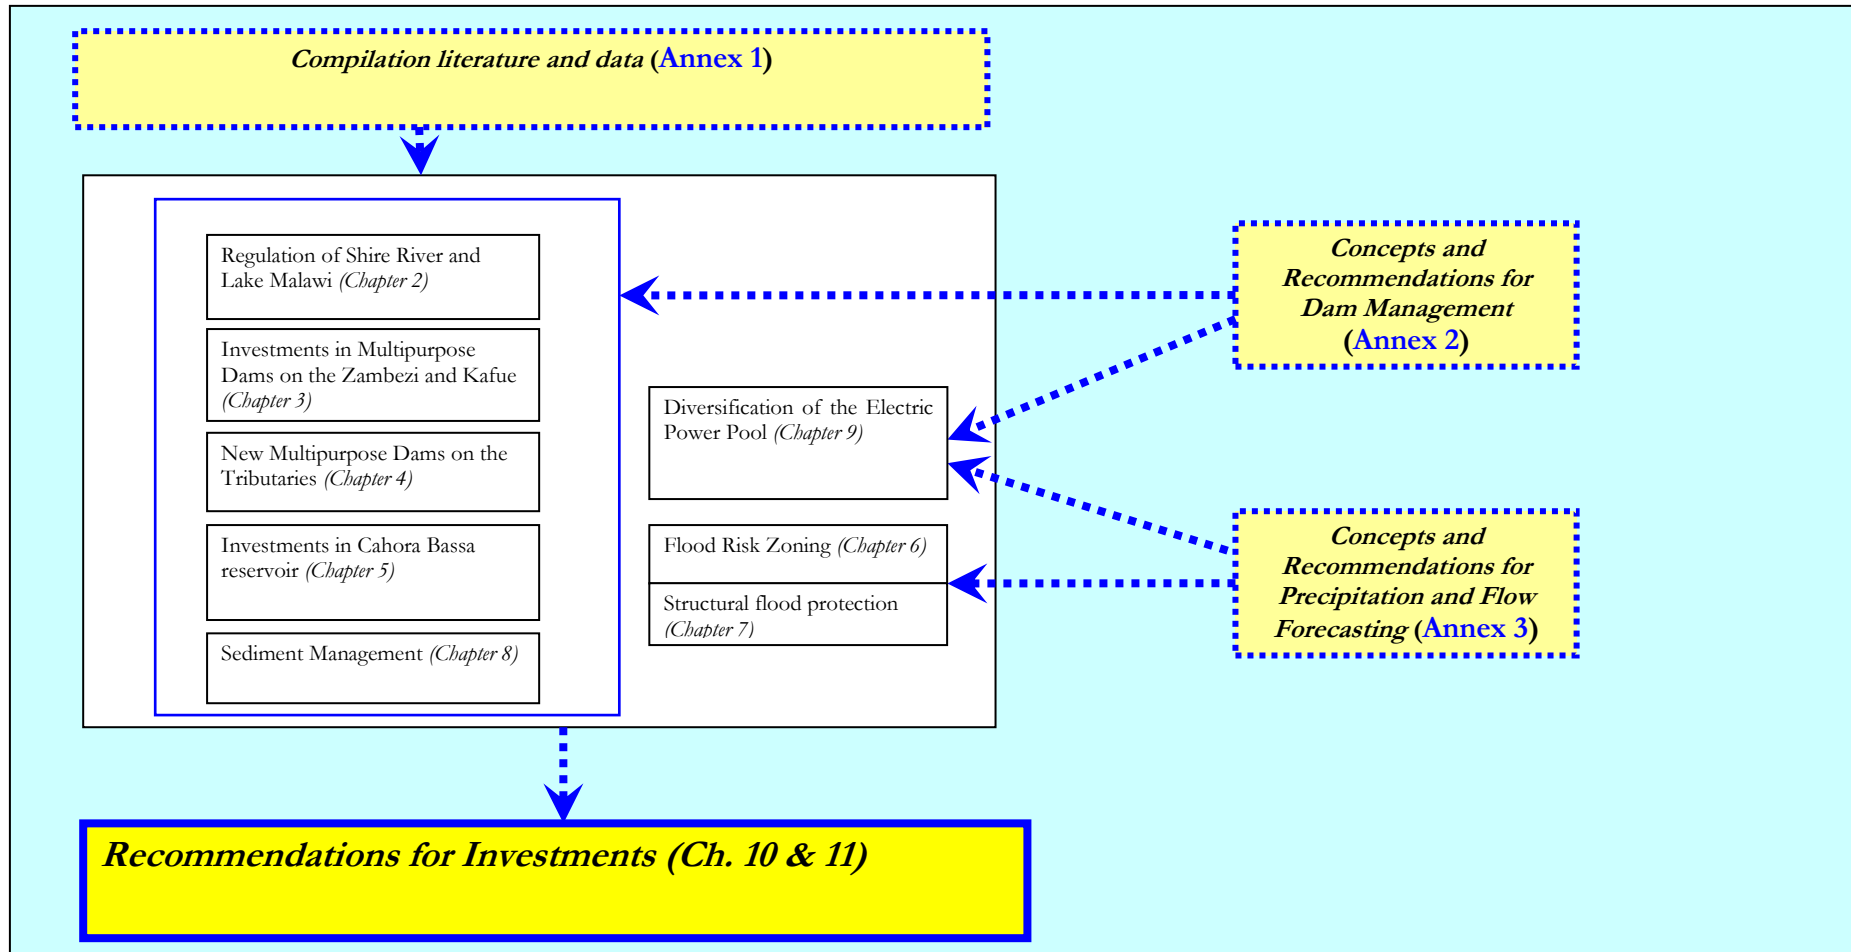 Compilation literature and data (Annex 1)
Regulation of Shire River and
Lake Malawi (Chapter 2)
Investments in Multipurpose
Dams on the Zambezi and Kafue
(Chapter 3)
New Multipurpose Dams on the
Tributaries (Chapter 4)
Investments in Cahora Bassa
reservoir (Chapter 5)
Sediment Management (Chapter 8)
Diversification of the Electric
Power Pool (Chapter 9)
Flood Risk Zoning (Chapter 6)
Structural flood protection
(Chapter 7)
Concepts and
Recommendations for
Dam Management
(Annex 2)
Concepts and
Recommendations for
Precipitation and Flow
Forecasting (Annex 3)
Recommendations for Investments (Ch. 10 & 11)